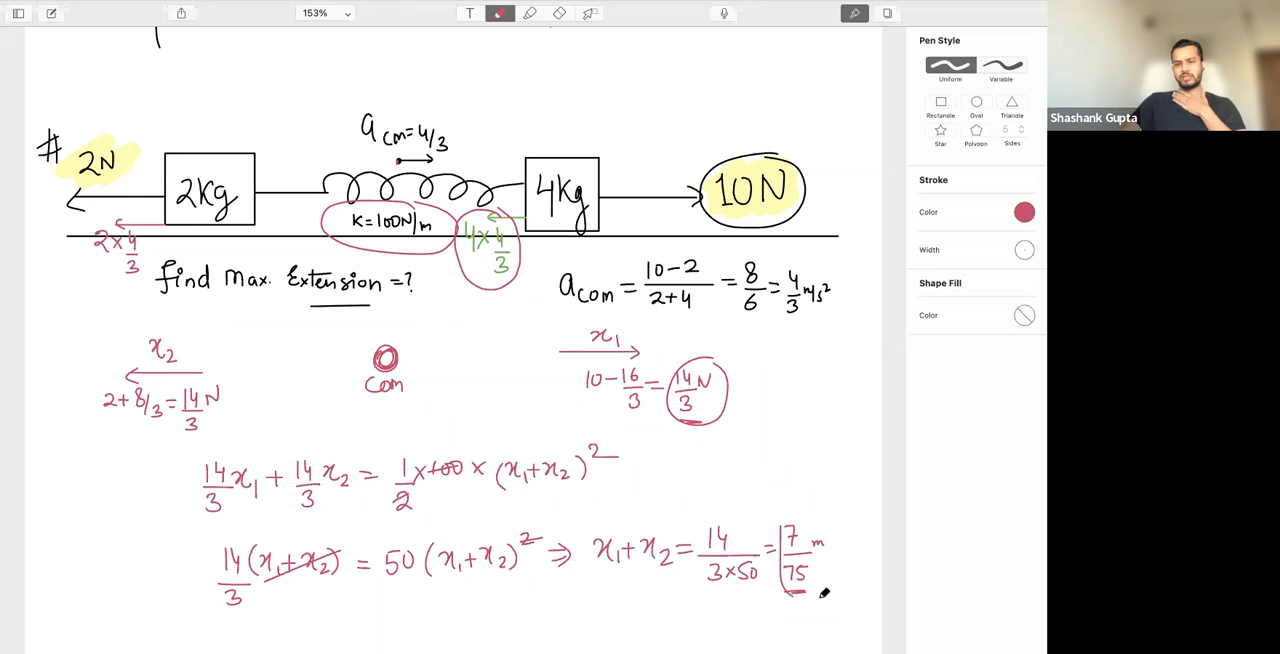 153%
T
Pen Style
Uniform
Variable
Rectangle
Oval
Triangle
Star
Polygon
5
Sides
Stroke
Color
Width
Shape Fill
Color
Shashank Gupta
a com = 4/3
# 2N
2Kg
4Kg
10N
K=100N/m
2×4/3
4×4/3
find Max. Extension =?
a com = 10-2/2+4 = 8/6 = 4/3 m/s²
x₂
x₁
com
2+8/3=14/3 N
10-16/3=14/3 N
14/3 x₁ + 14/3 x₂ = 1/2 × 100 × (x₁+x₂)²
14/3 (x₁+x₂) = 50 (x₁+x₂)² ⇒ x₁+x₂ = 14/3×50 = 7/75 m